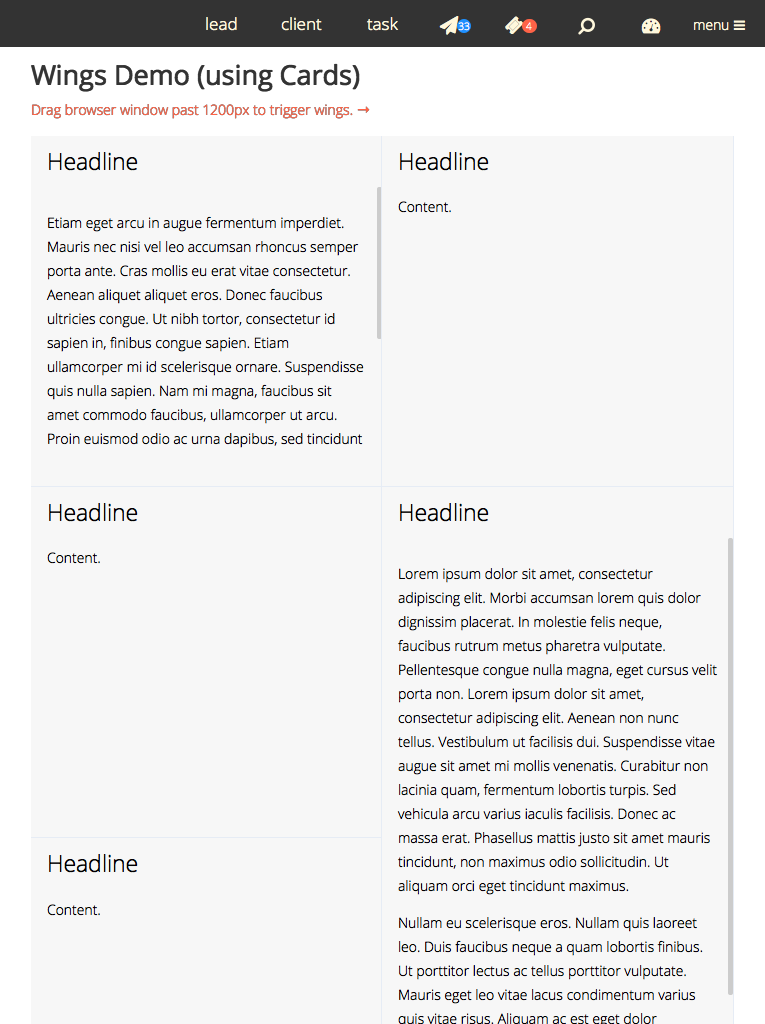 lead client task 33 4 menu
Wings Demo (using Cards)
Drag browser window past 1200px to trigger wings. →
Headline
Etiam eget arcu in augue fermentum imperdiet.
Mauris nec nisi vel leo accumsan rhoncus semper
porta ante. Cras mollis eu erat vitae consectetur.
Aenean aliquet aliquet eros. Donec faucibus
ultricies congue. Ut nibh tortor, consectetur id
sapien in, finibus congue sapien. Etiam
ullamcorper mi id scelerisque ornare. Suspendisse
quis nulla sapien. Nam mi magna, faucibus sit
amet commodo faucibus, ullamcorper ut arcu.
Proin euismod odio ac urna dapibus, sed tincidunt
Headline
Content.
Headline
Content.
Headline
Lorem ipsum dolor sit amet, consectetur
adipiscing elit. Morbi accumsan lorem quis dolor
dignissim placerat. In molestie felis neque,
faucibus rutrum metus pharetra vulputate.
Pellentesque congue nulla magna, eget cursus velit
porta non. Lorem ipsum dolor sit amet,
consectetur adipiscing elit. Aenean non nunc
tellus. Vestibulum ut facilisis dui. Suspendisse vitae
augue sit amet mi mollis venenatis. Curabitur non
lacinia quam, fermentum lobortis turpis. Sed
vehicula arcu varius iaculis facilisis. Donec ac
massa erat. Phasellus mattis justo sit amet mauris
tincidunt, non maximus odio sollicitudin. Ut
aliquam orci eget tincidunt maximus.
Nullam eu scelerisque eros. Nullam quis laoreet
leo. Duis faucibus neque a quam lobortis finibus.
Ut porttitor lectus ac tellus porttitor vulputate.
Mauris eget leo vitae lacus condimentum varius
quis vitae risus. Aliquam ac est eget dolor
Headline
Content.